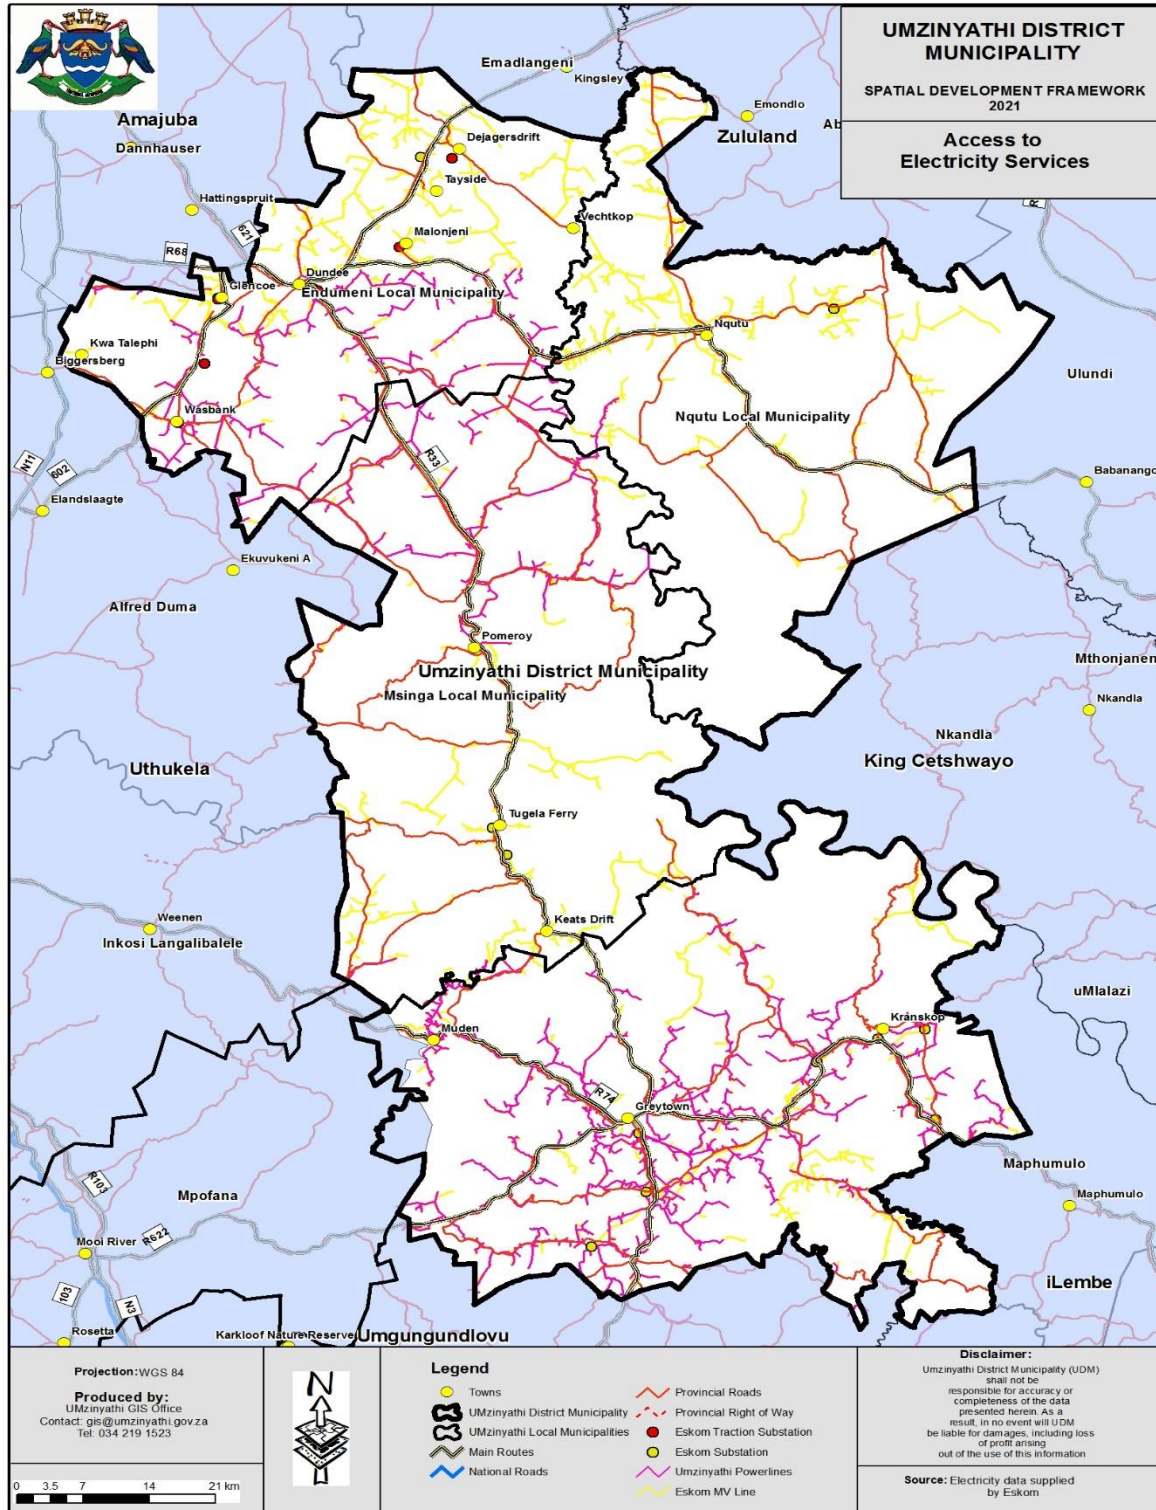 UMZINYATHI DISTRICT
MUNICIPALITY
SPATIAL DEVELOPMENT FRAMEWORK
2021
Access to
Electricity Services
Emadlangeni
Kingsley
Emondlo
Amajuba
Dannhauser
Zululand
Ab
Dejagersdrift
Tayside
Hattingspruit
Vechtkop
621
Malonjeni
R68
Dundee
Glencoe
Endumeni Local Municipality
Nqutu
Kwa Talephi
Biggersberg
Ulundi
Wasbank
Nqutu Local Municipality
R33
N11
602
Babanango
Elandslaagte
Ekuvukeni A
Alfred Duma
Pomeroy
Umzinyathi District Municipality
Msinga Local Municipality
Mthonjanen
Nkandla
Nkandla
King Cetshwayo
Uthukela
Tugela Ferry
Weenen
Keats Drift
Inkosi Langalibalele
uMlalazi
Kranskop
Muden
R74
Greytown
Maphumulo
R103
Mpofana
Maphumulo
R622
Mooi River
103
N3
iLembe
Rosetta
Karkloof Nature Reserve
Umgungundlovu
Projection: WGS 84
Produced by:
UMzinyathi GIS Office
Contact: gis@umzinyathi.gov.za
Tel: 034 219 1523
0 3.5 7 14 21 km
N
Legend
Towns
UMzinyathi District Municipality
UMzinyathi Local Municipalities
Main Routes
National Roads
Provincial Roads
Provincial Right of Way
Eskom Traction Substation
Eskom Substation
Umzinyathi Powerlines
Eskom MV Line
Disclaimer:
Umzinyathi District Municipality (UDM)
shall not be
responsible for accuracy or
completeness of the data
presented herein. As a
result, in no event will UDM
be liable for damages, including loss
of profit arising
out of the use of this information
Source: Electricity data supplied
by Eskom